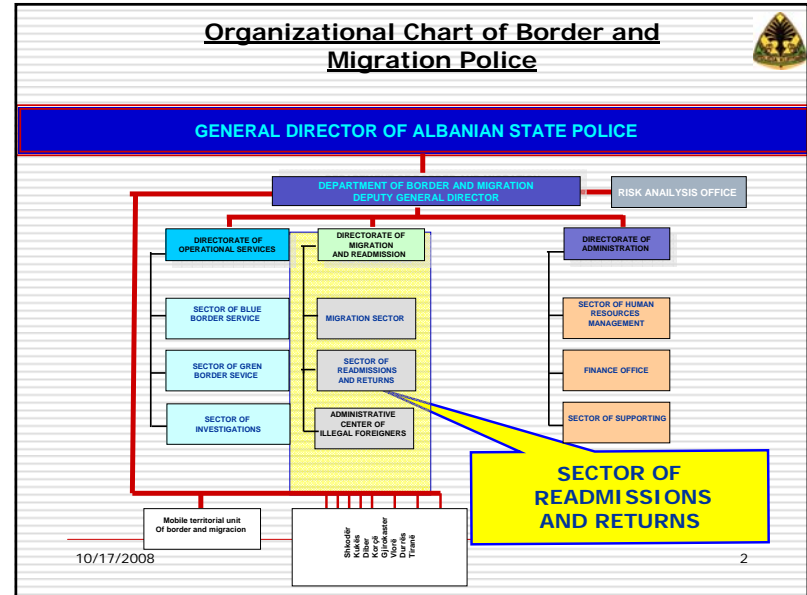 Organizational Chart of Border and
Migration Police
GENERAL DIRECTOR OF ALBANIAN STATE POLICE
DEPARTMENT OF BORDER AND MIGRATION
DEPUTY GENERAL DIRECTOR
RISK ANAILYSIS OFFICE
DIRECTORATE OF
OPERATIONAL SERVICES
DIRECTORATE OF
MIGRATION
AND READMISSION
DIRECTORATE OF
ADMINISTRATION
SECTOR OF BLUE
BORDER SERVICE
MIGRATION SECTOR
SECTOR OF HUMAN
RESOURCES
MANAGEMENT
SECTOR OF GREN
BORDER SEVICE
SECTOR OF
READMISSIONS
AND RETURNS
FINANCE OFFICE
SECTOR OF
INVESTIGATIONS
ADMINISTRATIVE
CENTER OF
ILLEGAL FOREIGNERS
SECTOR OF SUPPORTING
SECTOR OF
READMISSIONS
AND RETURNS
Mobile territorial unit
Of border and migracion
Shkodër
Kukës
Diber
Korçë
Gjirokaster
Vlorë
Durrës
Tiranë
10/17/2008
2